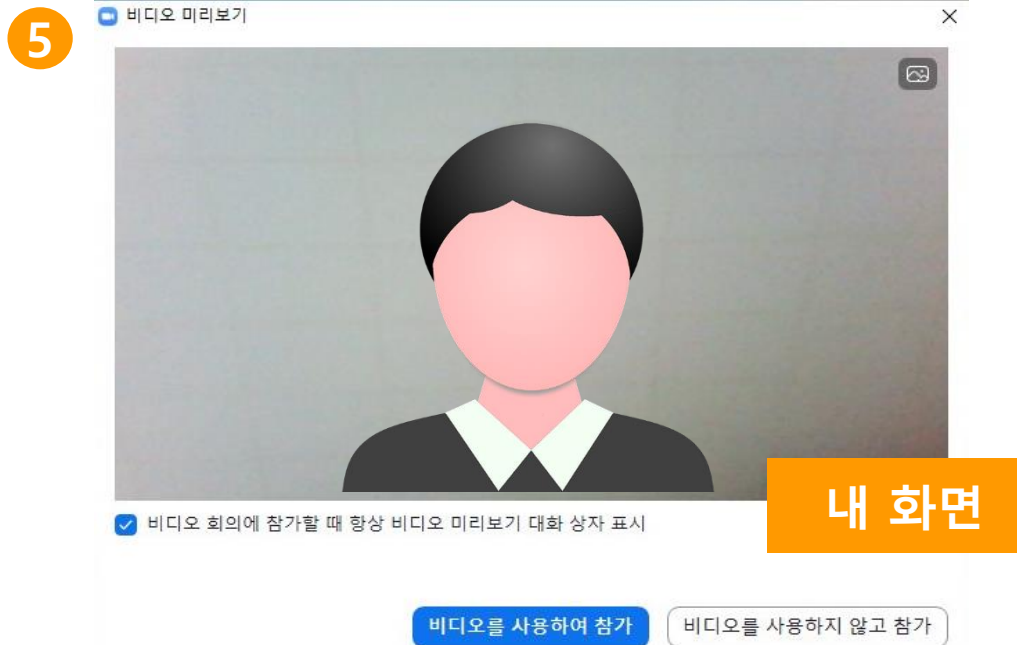 5
비디오 미리보기
비디오 회의에 참가할 때 항상 비디오 미리보기 대화 상자 표시
내 화면
비디오를 사용하여 참가
비디오를 사용하지 않고 참가